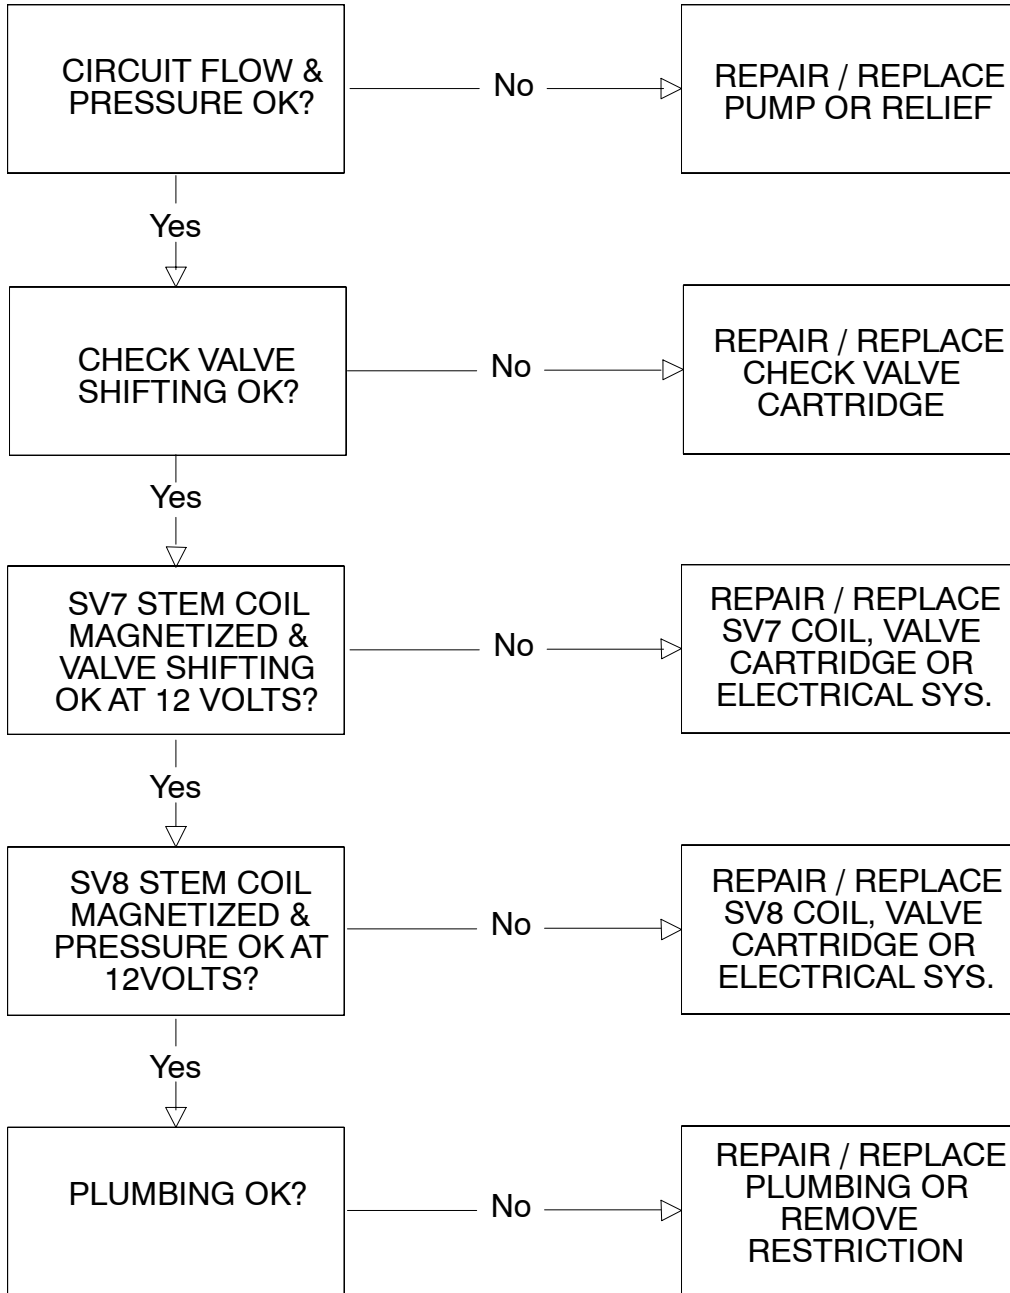 CIRCUIT FLOW &
PRESSURE OK?
No
REPAIR / REPLACE
PUMP OR RELIEF
Yes
CHECK VALVE
SHIFTING OK?
No
REPAIR / REPLACE
CHECK VALVE
CARTRIDGE
Yes
SV7 STEM COIL
MAGNETIZED &
VALVE SHIFTING
OK AT 12 VOLTS?
No
REPAIR / REPLACE
SV7 COIL, VALVE
CARTRIDGE OR
ELECTRICAL SYS.
Yes
SV8 STEM COIL
MAGNETIZED &
PRESSURE OK AT
12VOLTS?
No
REPAIR / REPLACE
SV8 COIL, VALVE
CARTRIDGE OR
ELECTRICAL SYS.
Yes
PLUMBING OK?
No
REPAIR / REPLACE
PLUMBING OR
REMOVE
RESTRICTION